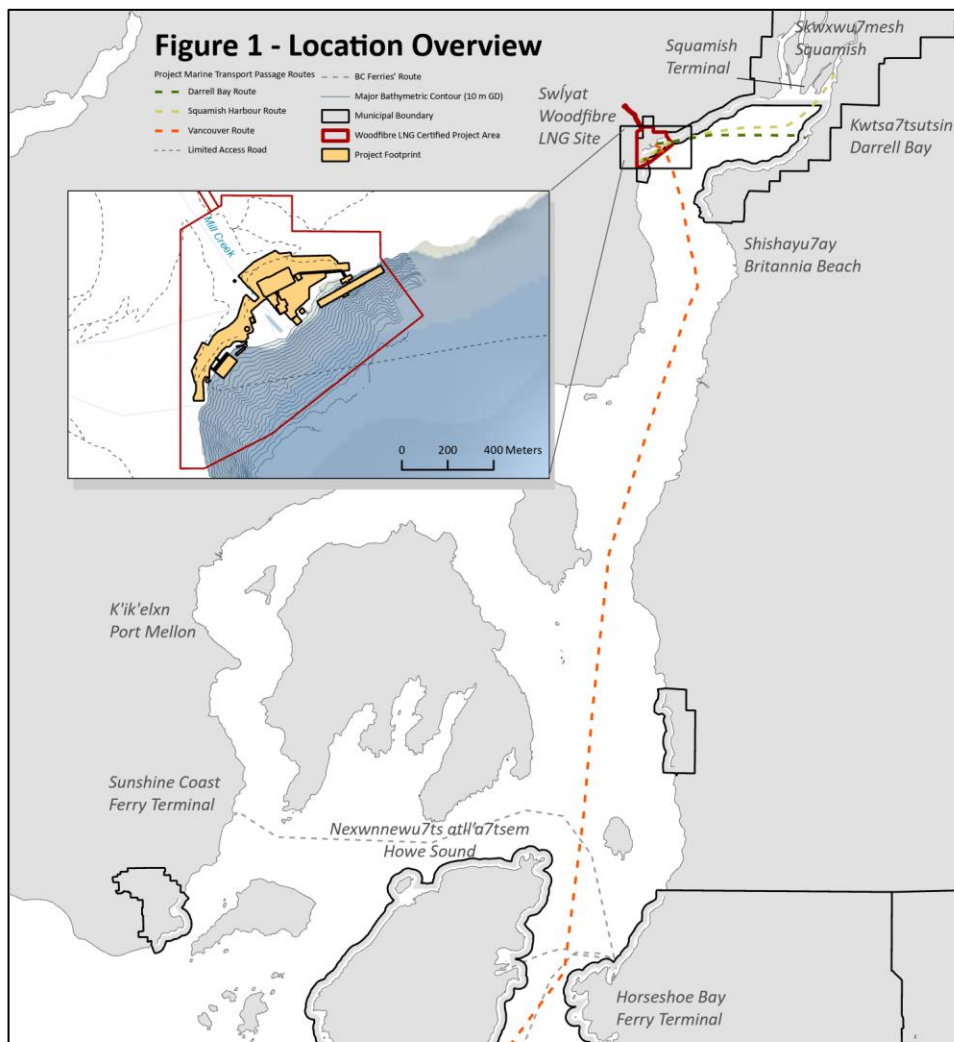 Figure 1 - Location Overview
Project Marine Transport Passage Routes
Darrell Bay Route
Squamish Harbour Route
Vancouver Route
Limited Access Road
BC Ferries' Route
Major Bathymetric Contour (10 m GD)
Municipal Boundary
Woodfibre LNG Certified Project Area
Project Footprint
Skwxwu7mesh
Squamish
Squamish
Terminal
Swíyat
Woodfibre
LNG Site
Kwtsa7tsutsin
Darrell Bay
Mill Creek
0 200 400 Meters
Shishayu7ay
Britannia Beach
K'ik'elxn
Port Mellon
Sunshine Coast
Ferry Terminal
Nexwnnewu7ts atll'a7tsem
Howe Sound
Horseshoe Bay
Ferry Terminal